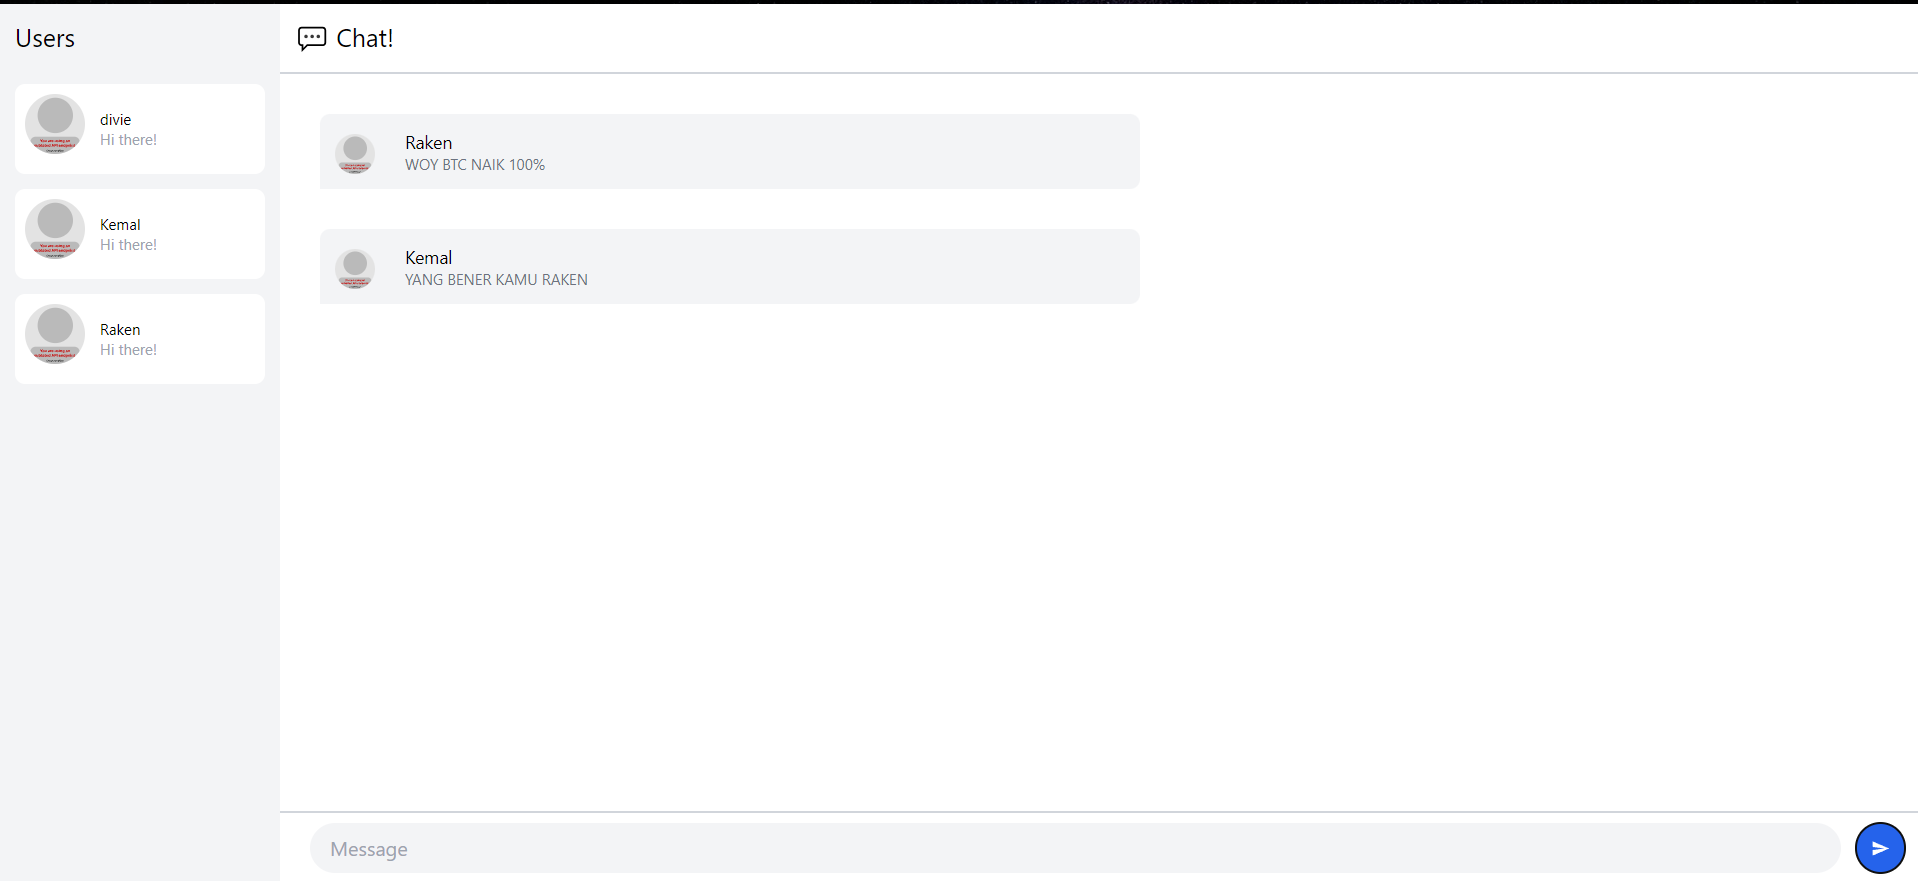 Users
divie
Hi there!
Kemal
Hi there!
Raken
Hi there!
Chat!
Raken
WOY BTC NAIK 100%
Kemal
YANG BENER KAMU RAKEN
Message